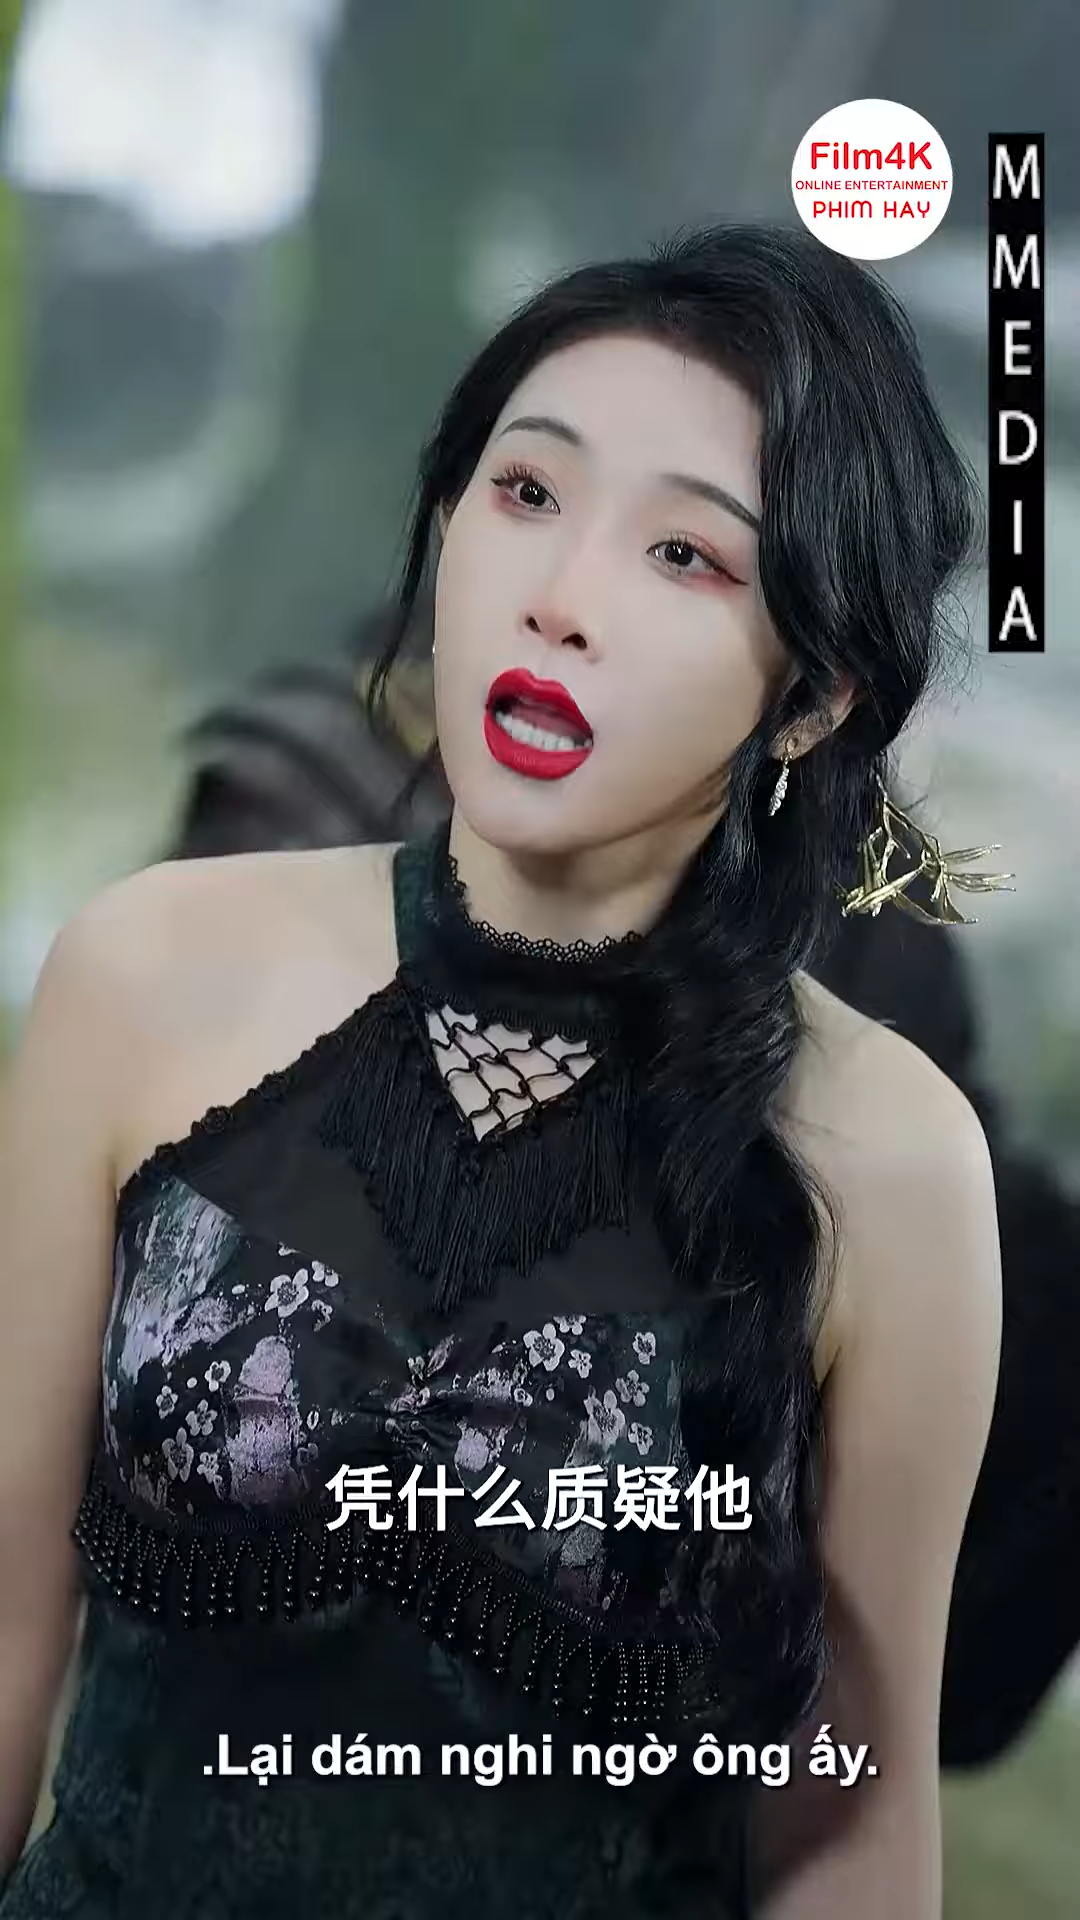 Film4K
ONLINE ENTERTAINMENT
PHIM HAY
MMEDIA
凭什么质疑他
.Lại dám nghi ngờ ông ấy.